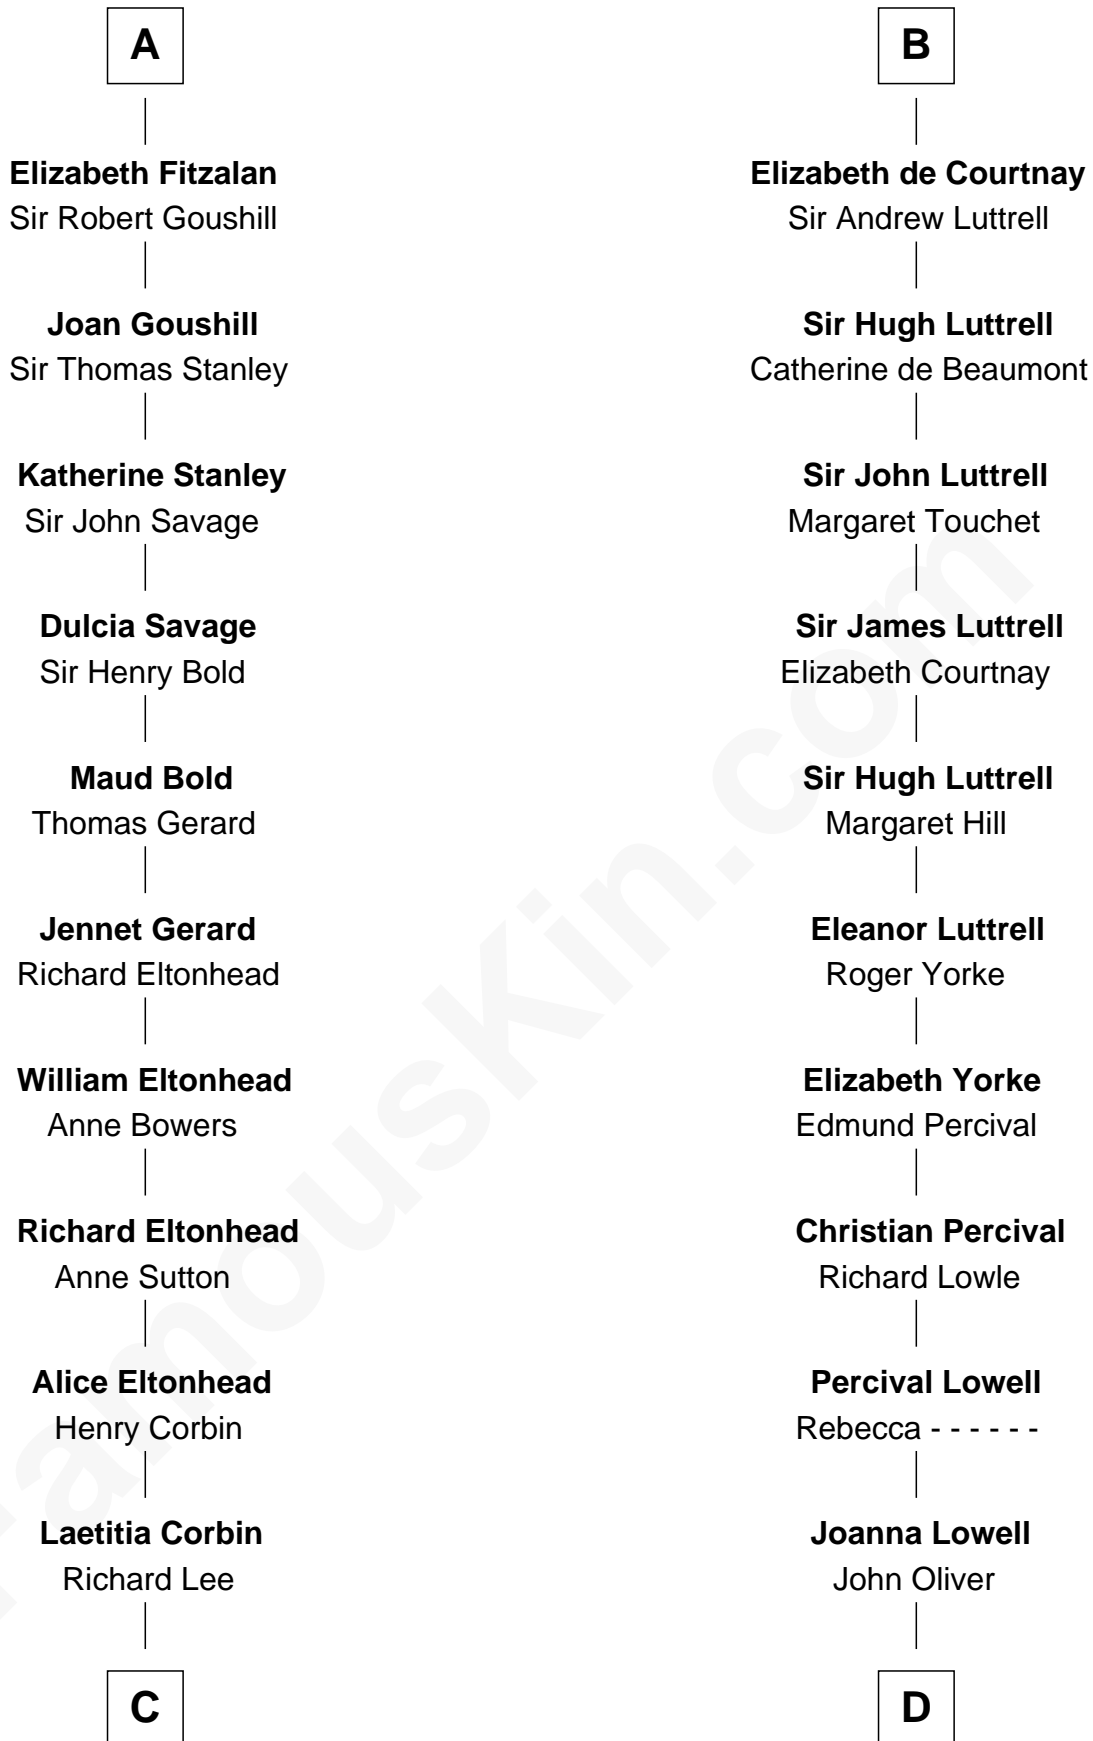 A
Elizabeth Fitzalan
Sir Robert Goushill
Joan Goushill
Sir Thomas Stanley
Katherine Stanley
Sir John Savage
Dulcia Savage
Sir Henry Bold
Maud Bold
Thomas Gerard
Jennet Gerard
Richard Eltonhead
William Eltonhead
Anne Bowers
Richard Eltonhead
Anne Sutton
Alice Eltonhead
Henry Corbin
Laetitia Corbin
Richard Lee
C
B
Elizabeth de Courtnay
Sir Andrew Luttrell
Sir Hugh Luttrell
Catherine de Beaumont
Sir John Luttrell
Margaret Touchet
Sir James Luttrell
Elizabeth Courtnay
Sir Hugh Luttrell
Margaret Hill
Eleanor Luttrell
Roger Yorke
Elizabeth Yorke
Edmund Percival
Christian Percival
Richard Lowle
Percival Lowell
Rebecca - - - - - -
Joanna Lowell
John Oliver
D
FamousKin.com